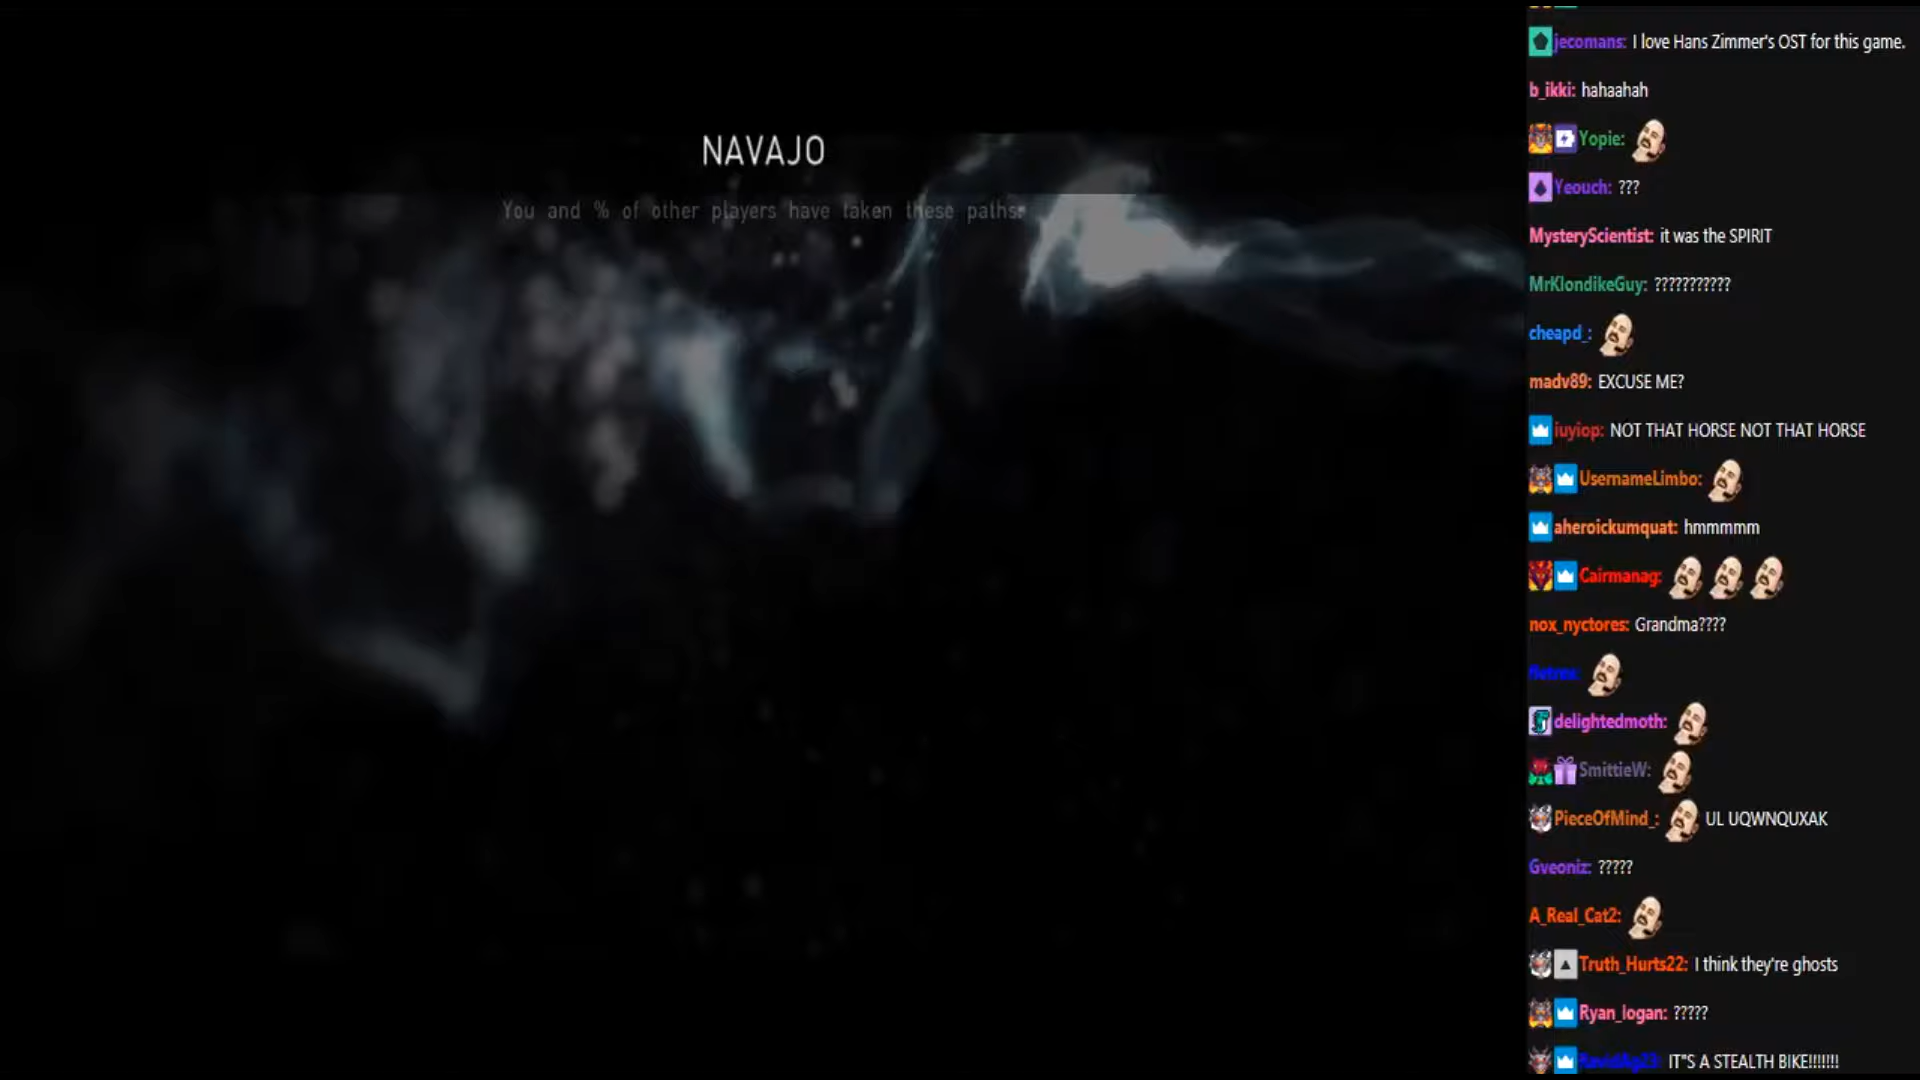 NAVAJO
You and % of other players have taken these paths.
jecomans: I love Hans Zimmer's OST for this game.
b_ikki: hahaahah
Yopie:
Yeouch: ???
MysteryScientist: it was the SPIRIT
MrKlondikeGuy: ???????????
cheapd_:
madv89: EXCUSE ME?
iuyiop: NOT THAT HORSE NOT THAT HORSE
UsernameLimbo:
aheroickumquat: hmmmmm
Cairmanag:
nox_nyctores: Grandma????
delightedmoth:
SmittieW:
PieceOfMind_: UL UQWNQUXAK
Gveoniz: ?????
A_Real_Cat2:
Truth_Hurts22: I think they're ghosts
Ryan_logan: ?????
IT"S A STEALTH BIKE!!!!!!!